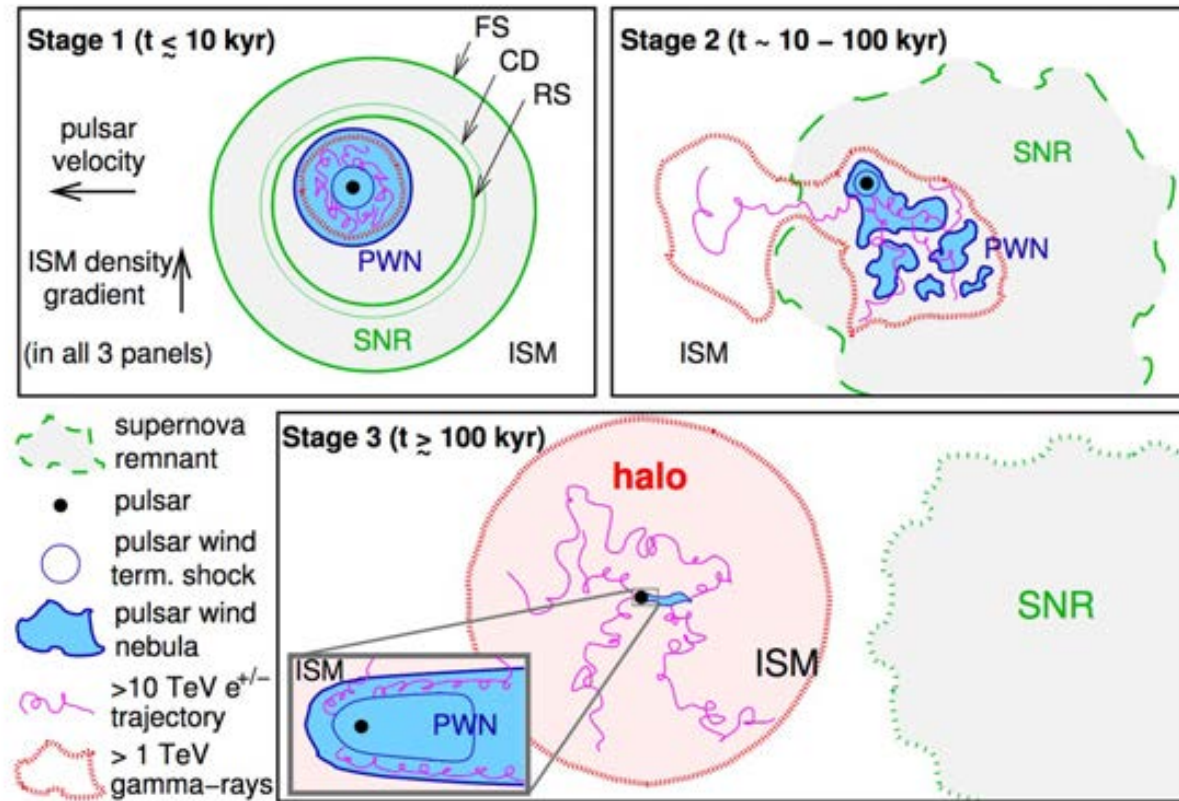 Stage 1 (t ≲ 10 kyr)
FS
CD
RS
pulsar
velocity
ISM density
gradient
(in all 3 panels)
PWN
SNR
ISM
Stage 2 (t ~ 10 − 100 kyr)
SNR
PWN
ISM
supernova
remnant
pulsar
pulsar wind
term. shock
pulsar wind
nebula
>10 TeV e+/−
trajectory
> 1 TeV
gamma−rays
Stage 3 (t ≳ 100 kyr)
halo
ISM
SNR
ISM
PWN